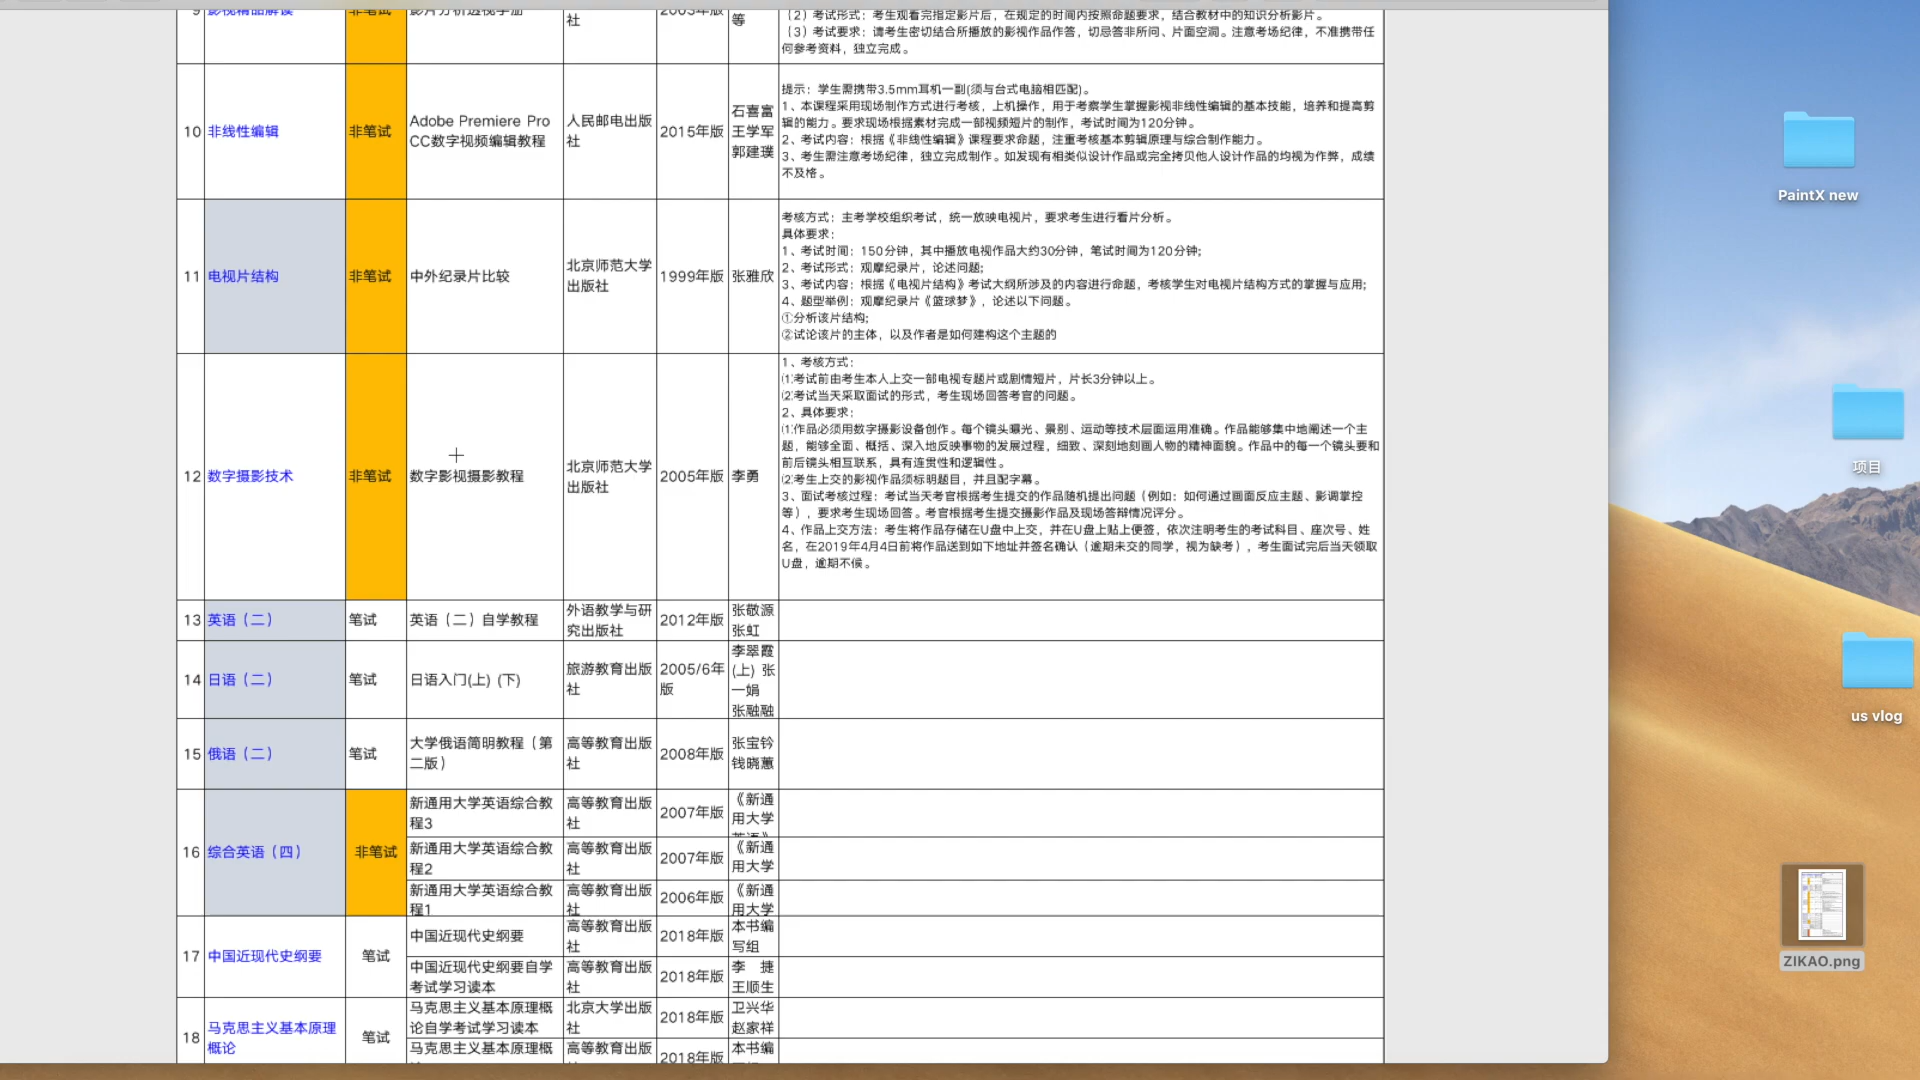 9 影视精品解读 非笔试 影片分析透视手册
社
2005年版
等
（2）考试形式：考生观看完指定影片后，在规定的时间内按照命题要求，结合教材中的知识分析影片。
（3）考试要求：请考生密切结合所播放的影视作品作答，切忌答非所问、片面空洞。注意考场纪律，不准携带任
何参考资料，独立完成。
10
非线性编辑
非笔试
Adobe Premiere Pro
CC数字视频编辑教程
人民邮电出版
社
2015年版
石喜富
王学军
郭建璞
提示：学生需携带3.5mm耳机一副(须与台式电脑相匹配)。
1、本课程采用现场制作方式进行考核，上机操作，用于考察学生掌握影视非线性编辑的基本技能，培养和提高剪
辑的能力。要求现场根据素材完成一部视频短片的制作，考试时间为120分钟。
2、考试内容：根据《非线性编辑》课程要求命题，注重考核基本剪辑原理与综合制作能力。
3、考生需注意考场纪律，独立完成制作。如发现有相类似设计作品或完全拷贝他人设计作品的均视为作弊，成绩
不及格。
11
电视片结构
非笔试
中外纪录片比较
北京师范大学
出版社
1999年版
张雅欣
考核方式：主考学校组织考试，统一放映电视片，要求考生进行看片分析。
具体要求：
1、考试时间：150分钟，其中播放电视作品大约30分钟，笔试时间为120分钟;
2、考试形式：观摩纪录片，论述问题;
3、考试内容：根据《电视片结构》考试大纲所涉及的内容进行命题，考核学生对电视片结构方式的掌握与应用;
4、题型举例：观摩纪录片《篮球梦》，论述以下问题。
①分析该片结构;
②试论该片的主体，以及作者是如何建构这个主题的
12
数字摄影技术
非笔试
数字影视摄影教程
北京师范大学
出版社
2005年版
李勇
1、考核方式：
⑴考试前由考生本人上交一部电视专题片或剧情短片，片长3分钟以上。
⑵考试当天采取面试的形式，考生现场回答考官的问题。
2、具体要求：
⑴作品必须用数字摄影设备创作。每个镜头曝光、景别、运动等技术层面运用准确。作品能够集中地阐述一个主
题，能够全面、概括、深入地反映事物的发展过程，细致、深刻地刻画人物的精神面貌。作品中的每一个镜头要和
前后镜头相互联系，具有连贯性和逻辑性。
⑵考生上交的影视作品须标明题目，并且配字幕。
3、面试考核过程：考试当天考官根据考生提交的作品随机提出问题（例如：如何通过画面反应主题、影调掌控
等），要求考生现场回答。考官根据考生提交摄影作品及现场答辩情况评分。
4、作品上交方法：考生将作品存储在U盘中上交，并在U盘上贴上便签，依次注明考生的考试科目、座次号、姓
名，在2019年4月4日前将作品送到如下地址并签名确认（逾期未交的同学，视为缺考），考生面试完后当天领取
U盘，逾期不候。
13
英语（二）
笔试
英语（二）自学教程
外语教学与研
究出版社
2012年版
张敬源
张虹
14
日语（二）
笔试
日语入门(上) (下)
旅游教育出版
社
2005/6年
版
李翠霞
(上) 张
一娟
张融融
15
俄语（二）
笔试
大学俄语简明教程（第
二版）
高等教育出版
社
2008年版
张宝钤
钱晓蕙
16
综合英语（四）
非笔试
新通用大学英语综合教
程3
高等教育出版
社
2007年版
《新通
用大学
英语》
新通用大学英语综合教
程2
高等教育出版
社
2007年版
《新通
用大学
新通用大学英语综合教
程1
高等教育出版
社
2006年版
《新通
用大学
17
中国近现代史纲要
笔试
中国近现代史纲要
高等教育出版
社
2018年版
本书编
写组
中国近现代史纲要自学
考试学习读本
高等教育出版
社
2018年版
李 捷
王顺生
18
马克思主义基本原理
概论
笔试
马克思主义基本原理概
论自学考试学习读本
北京大学出版
社
2018年版
卫兴华
赵家祥
马克思主义基本原理概
高等教育出版
2018年版
本书编
PaintX new
项目
us vlog
ZIKAO.png